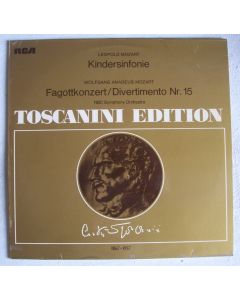 RCA
LEOPOLD MOZART
Kindersinfonie
WOLFGANG AMADEUS MOZART
Fagottkonzert / Divertimento Nr. 15
NBC Symphony Orchestra
TOSCANINI EDITION
1867-1957